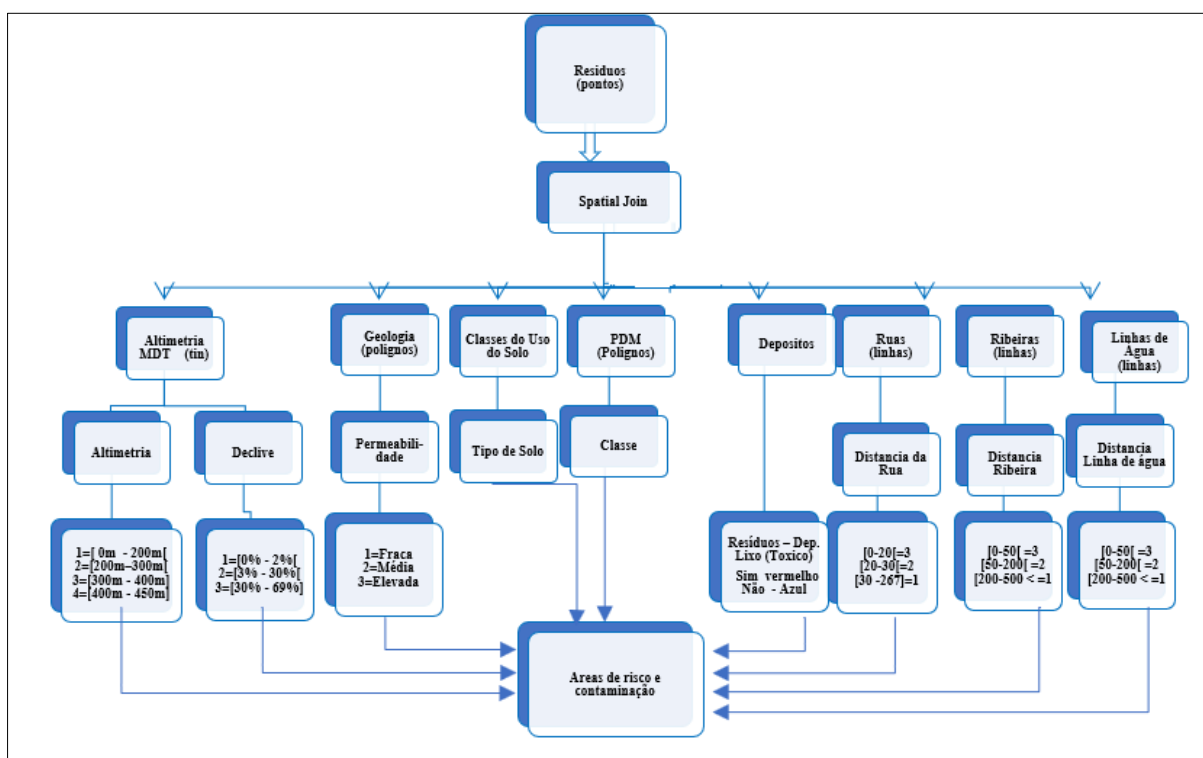 Resíduos
(pontos)
Spatial Join
Altimetria
MDT (tin)
Geologia
(polignos)
Classes do Uso
do Solo
PDM
(Polignos)
Depositos
Ruas
(linhas)
Ribeiras
(linhas)
Linhas de
Agua
(linhas)
Altimetria
Declive
Permeabili-
dade
Tipo de Solo
Classe
Distancia da
Rua
Distancia
Ribeira
Distancia
Linha de água
1=[ 0m - 200m[
2=[200m–300m[
3=[300m - 400m[
4=[400m - 450m]
1=[0% - 2%[
2=[3% - 30%[
3=[30% - 69%]
1=Fraca
2=Média
3=Elevada
Resíduos – Dep.
Lixo (Toxico)
Sim vermelho
Não - Azul
[0-20[=3
[20-30[=2
[30 -267]=1
[0-50[ =3
[50-200[ =2
[200-500 < =1
[0-50[ =3
[50-200[ =2
[200-500 < =1
Areas de risco e
contaminação